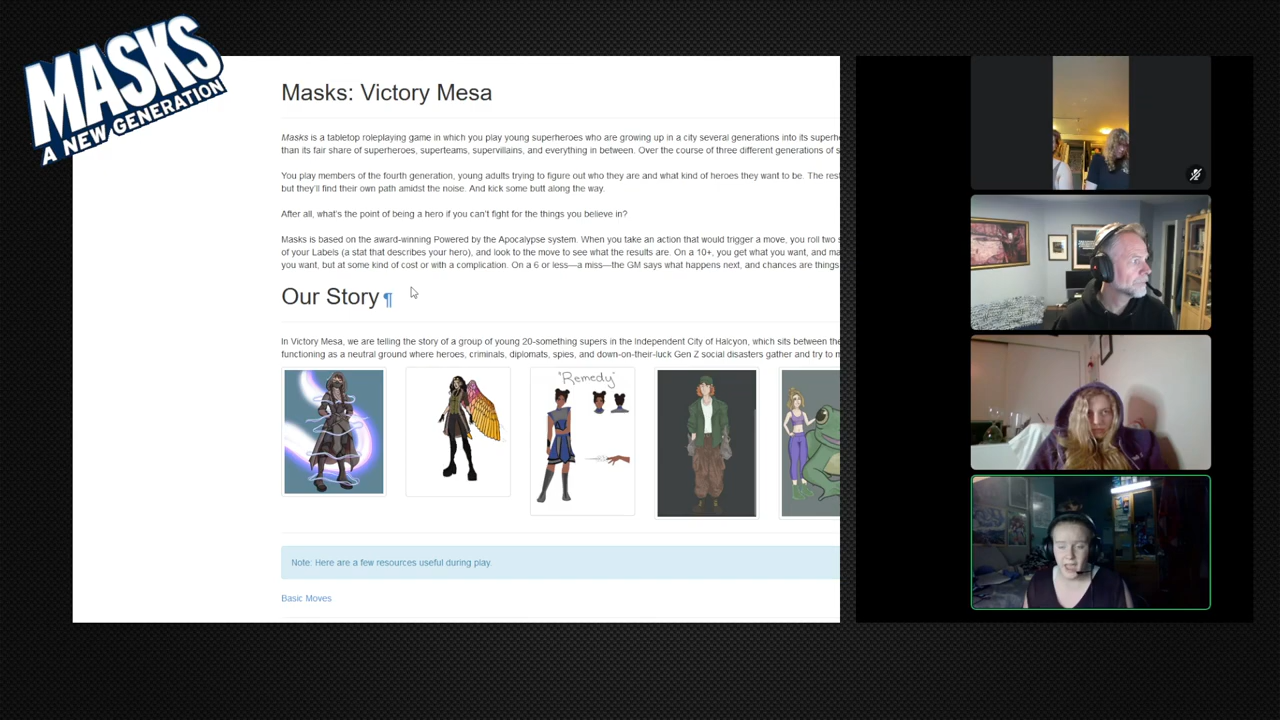 MASKS
A NEW GENERATION
Masks: Victory Mesa
Masks is a tabletop roleplaying game in which you play young superheroes who are growing up in a city several generations into its superh
than its fair share of superheroes, superteams, supervillains, and everything in between. Over the course of three different generations of s
You play members of the fourth generation, young adults trying to figure out who they are and what kind of heroes they want to be. The res
but they'll find their own path amidst the noise. And kick some butt along the way.
After all, what's the point of being a hero if you can't fight for the things you believe in?
Masks is based on the award-winning Powered by the Apocalypse system. When you take an action that would trigger a move, you roll two s
of your Labels (a stat that describes your hero), and look to the move to see what the results are. On a 10+, you get what you want, and ma
you want, but at some kind of cost or with a complication. On a 6 or less—a miss—the GM says what happens next, and chances are things
Our Story ¶
In Victory Mesa, we are telling the story of a group of young 20-something supers in the Independent City of Halcyon, which sits between the
functioning as a neutral ground where heroes, criminals, diplomats, spies, and down-on-their-luck Gen Z social disasters gather and try to m
"Remedy"
Note: Here are a few resources useful during play.
Basic Moves